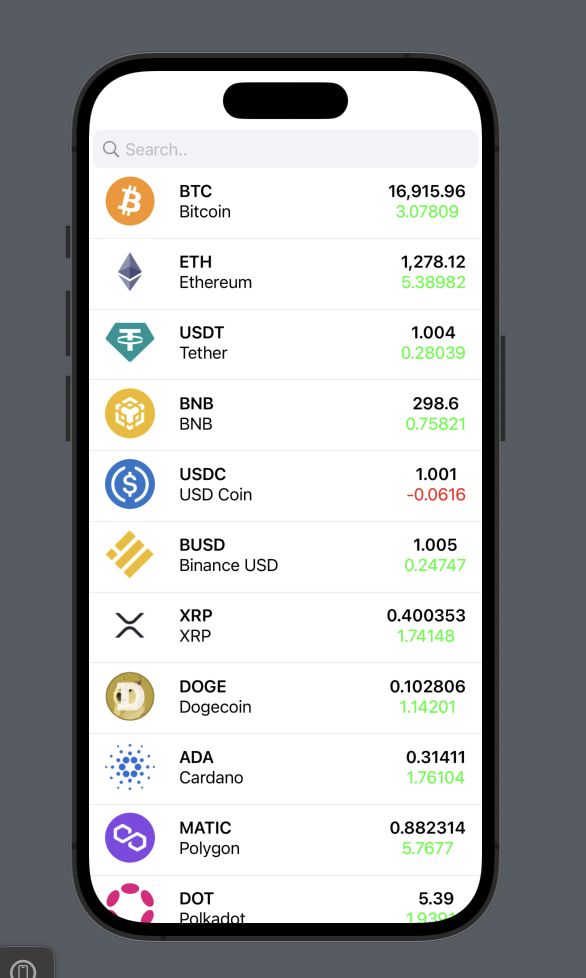 Search..
BTC 16,915.96
Bitcoin 3.07809
ETH 1,278.12
Ethereum 5.38982
USDT 1.004
Tether 0.28039
BNB 298.6
BNB 0.75821
USDC 1.001
USD Coin -0.0616
BUSD 1.005
Binance USD 0.24747
XRP 0.400353
XRP 1.74148
DOGE 0.102806
Dogecoin 1.14201
ADA 0.31411
Cardano 1.76104
MATIC 0.882314
Polygon 5.7677
DOT 5.39
Polkadot